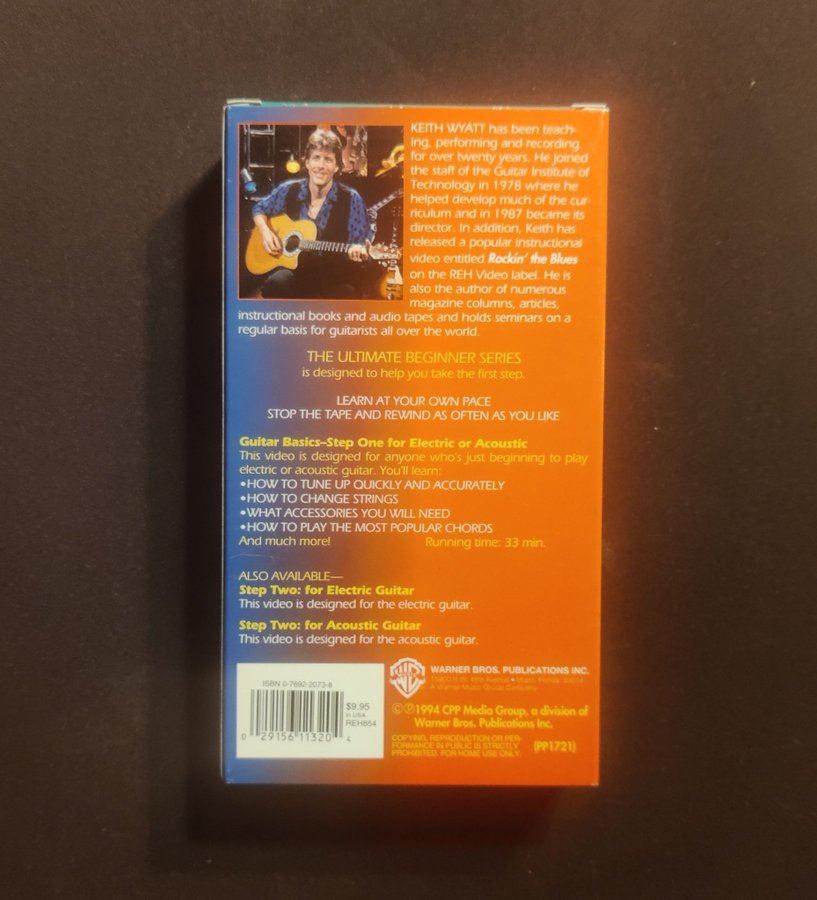 KEITH WYATT has been teach-
ing, performing and recording
for over twenty years. He joined
the staff of the Guitar Institute of
Technology in 1978 where he
helped develop much of the cur-
riculum and in 1987 became its
director. In addition, Keith has
released a popular instructional
video entitled Rockin' the Blues
on the REH Video label. He is
also the author of numerous
magazine columns, articles,
instructional books and audio tapes and holds seminars on a
regular basis for guitarists all over the world.
THE ULTIMATE BEGINNER SERIES
is designed to help you take the first step.
LEARN AT YOUR OWN PACE
STOP THE TAPE AND REWIND AS OFTEN AS YOU LIKE
Guitar Basics–Step One for Electric or Acoustic
This video is designed for anyone who's just beginning to play
electric or acoustic guitar. You'll learn:
•HOW TO TUNE UP QUICKLY AND ACCURATELY
•HOW TO CHANGE STRINGS
•WHAT ACCESSORIES YOU WILL NEED
•HOW TO PLAY THE MOST POPULAR CHORDS
And much more! Running time: 33 min.
ALSO AVAILABLE—
Step Two: for Electric Guitar
This video is designed for the electric guitar.
Step Two: for Acoustic Guitar
This video is designed for the acoustic guitar.
ISBN 0-7692-2073-8
$9.95
in USA
REH854
0 29156 11320 4
WB
WARNER BROS. PUBLICATIONS INC.
15800 N.W. 48th Avenue • Miami, Florida 33014
A Warner Music Group Company
©℗1994 CPP Media Group, a division of
Warner Bros. Publications Inc.
COPYING, REPRODUCTION OR PER-
FORMANCE IN PUBLIC IS STRICTLY
PROHIBITED. FOR HOME USE ONLY.
(PP1721)